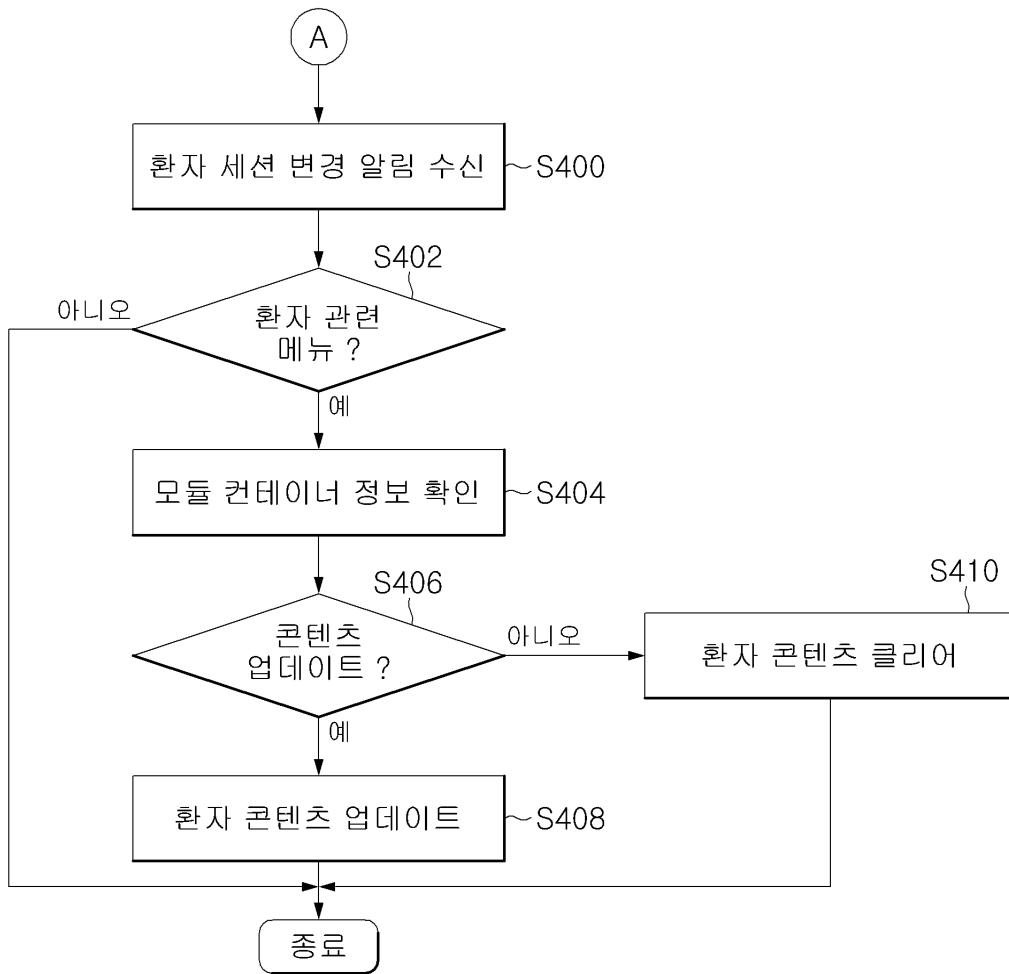 A
환자 세션 변경 알림 수신
S400
S402
아니오
환자 관련
메뉴 ?
예
모듈 컨테이너 정보 확인
S404
S406
S410
콘텐츠
업데이트 ?
아니오
환자 콘텐츠 클리어
예
환자 콘텐츠 업데이트
S408
종료